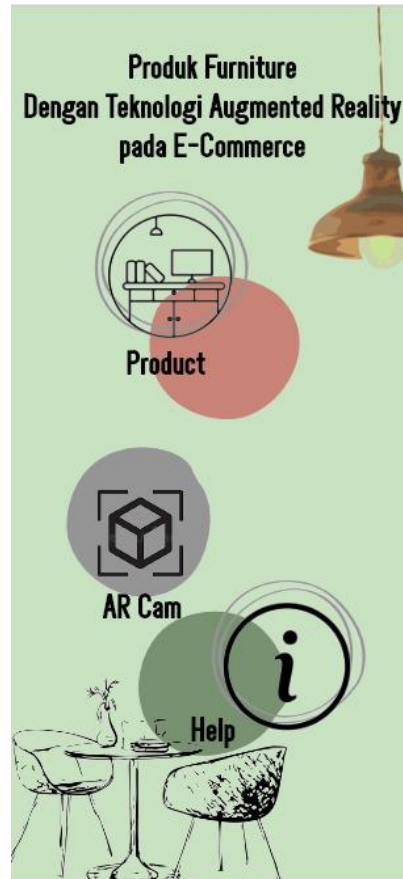 Produk Furniture
Dengan Teknologi Augmented Reality
pada E-Commerce
Product
AR Cam
i
Help